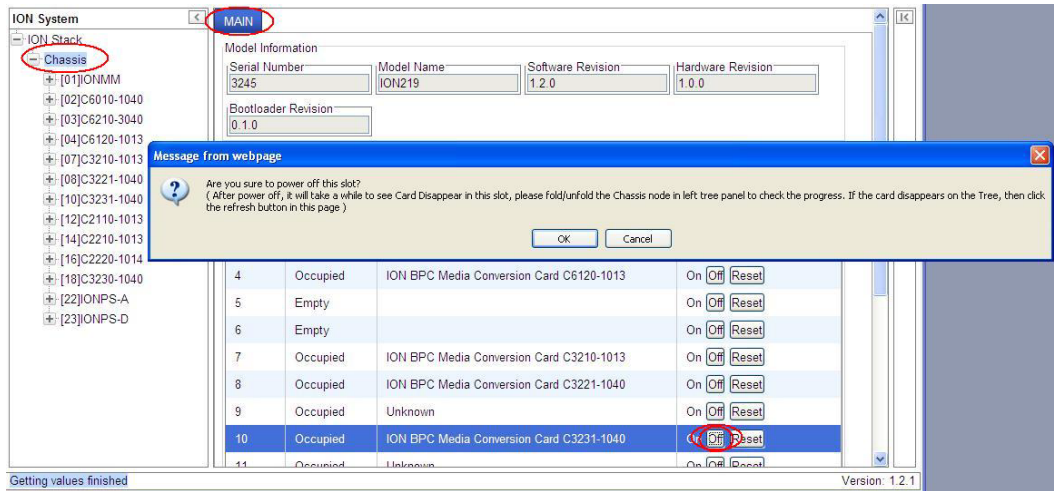 ION System
MAIN
ION Stack
Chassis
[01]IONMM
[02]C6010-1040
[03]C6210-3040
[04]C6120-1013
[07]C3210-1013
[08]C3221-1040
[10]C3231-1040
[12]C2110-1013
[14]C2210-1013
[16]C2220-1014
[18]C3230-1040
[22]IONPS-A
[23]IONPS-D
Model Information
Serial Number Model Name Software Revision Hardware Revision
3245 ION219 1.2.0 1.0.0
Bootloader Revision
0.1.0
Message from webpage
Are you sure to power off this slot?
( After power off, it will take a while to see Card Disappear in this slot, please fold/unfold the Chassis node in left tree panel to check the progress. If the card disappears on the Tree, then click
the refresh button in this page )
OK Cancel
4 Occupied ION BPC Media Conversion Card C6120-1013 On Off Reset
5 Empty On Off Reset
6 Empty On Off Reset
7 Occupied ION BPC Media Conversion Card C3210-1013 On Off Reset
8 Occupied ION BPC Media Conversion Card C3221-1040 On Off Reset
9 Occupied Unknown On Off Reset
10 Occupied ION BPC Media Conversion Card C3231-1040 On Off Reset
11 Occupied Unknown On Off Reset
Getting values finished Version: 1.2.1